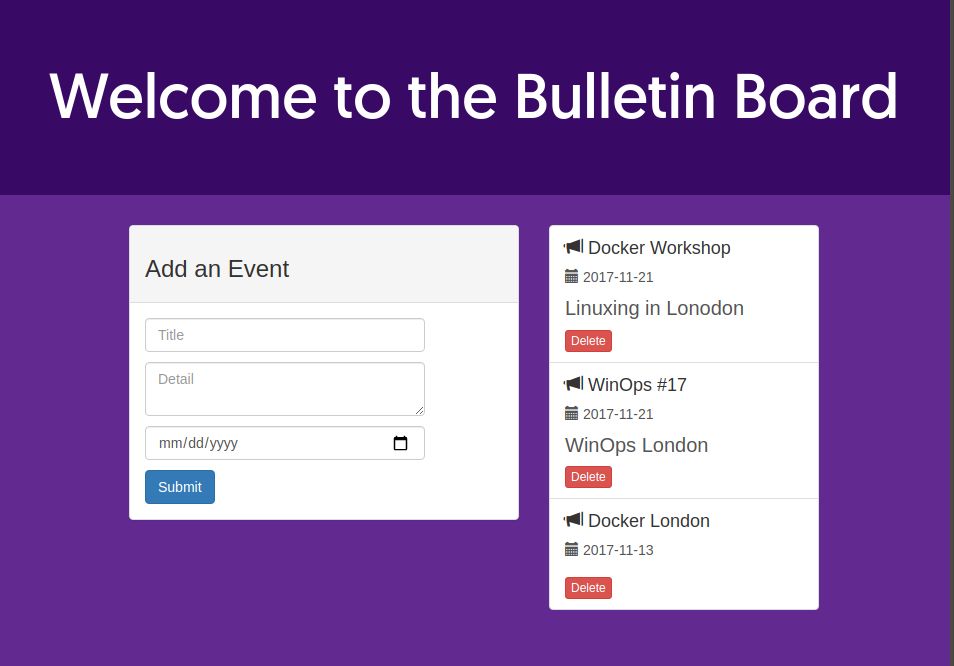 Welcome to the Bulletin Board
Add an Event
Title
Detail
mm/dd/yyyy
Submit
Docker Workshop
2017-11-21
Linuxing in Lonodon
Delete
WinOps #17
2017-11-21
WinOps London
Delete
Docker London
2017-11-13
Delete